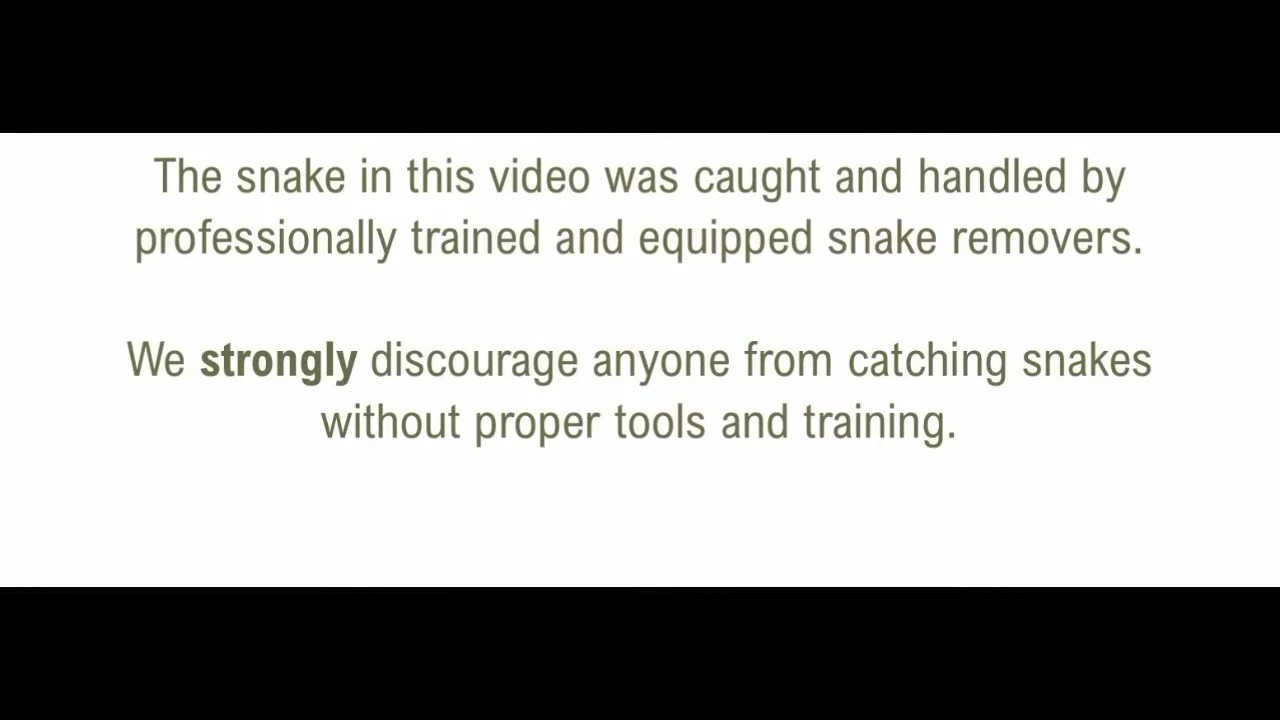 The snake in this video was caught and handled by
professionally trained and equipped snake removers.
We strongly discourage anyone from catching snakes
without proper tools and training.